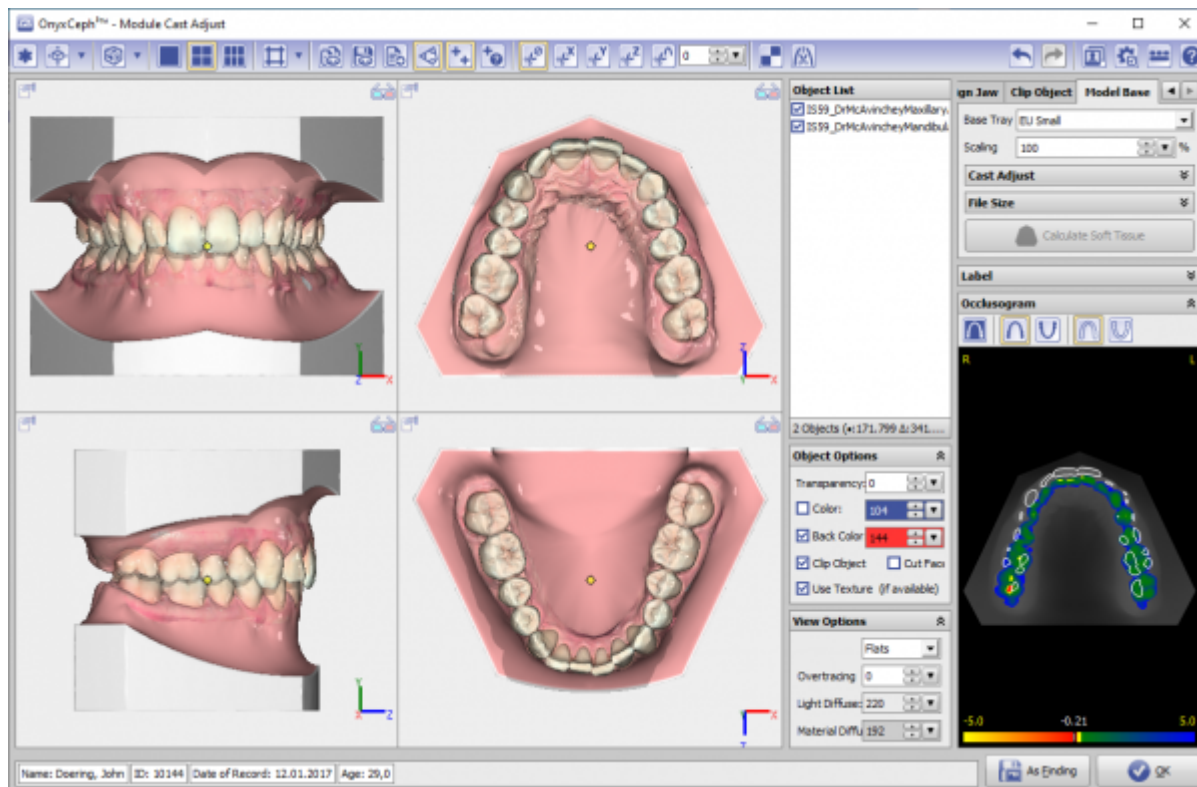 OnyxCeph³™ - Module Cast Adjust
0
Object List
IS59_DrMcAvincheyMaxillary.
IS59_DrMcAvincheyMandibul
2 Objects (•:171.799 Δ:341....
Object Options
Transparency: 0
Color: 104
Back Color 144
Clip Object Cut Face
Use Texture (if available)
View Options
Flats
Overtracing 0
Light Diffuse: 220
Material Diffu 192
ign Jaw Clip Object Model Base
Base Tray EU Small
Scaling 100 %
Cast Adjust
File Size
Calculate Soft Tissue
Label
Occlusogram
R L
-5.0 -0.21 5.0
Y
Z X
Z
Y X
Y
X Z
X
Z
Name: Doering, John ID: 10144 Date of Record: 12.01.2017 Age: 29,0
As Finding OK